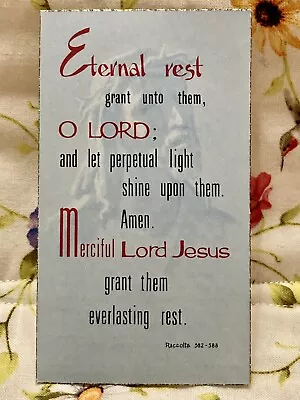 Eternal rest
grant unto them,
O LORD;
and let perpetual light
shine upon them.
Amen.
Merciful Lord Jesus
grant them
everlasting rest.
Raccolta 582-588